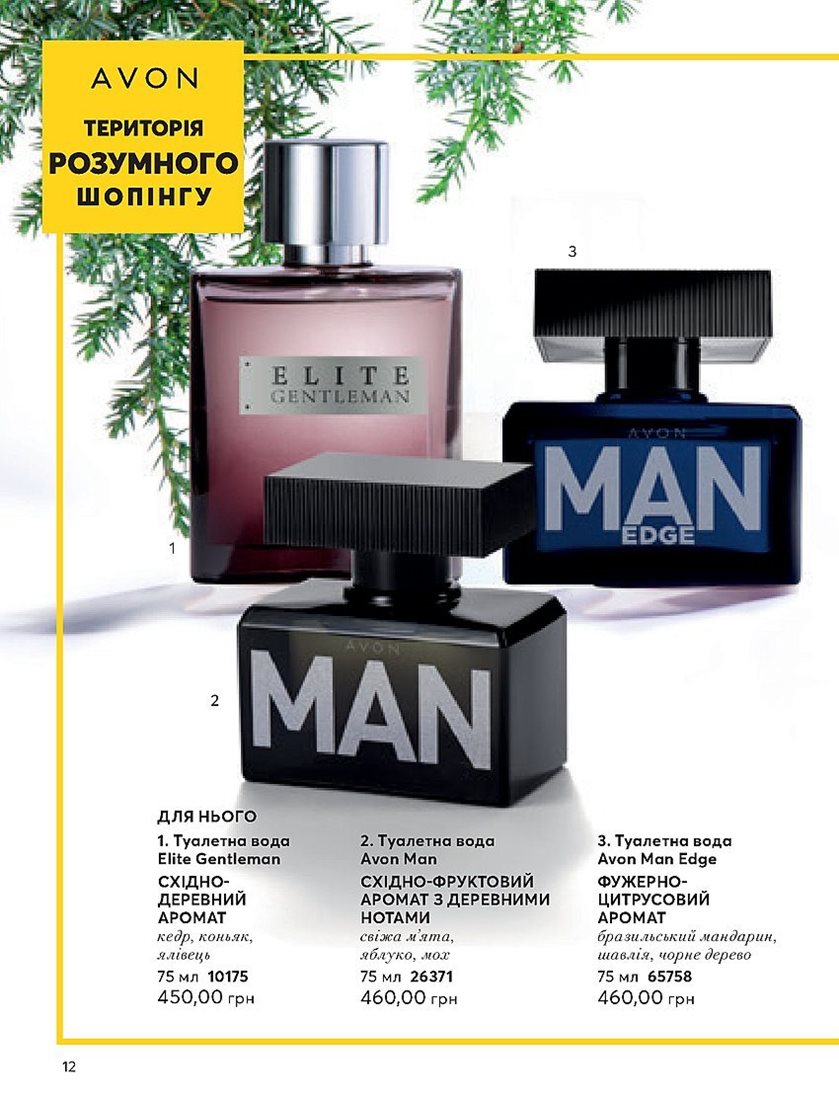 AVON
ТЕРИТОРІЯ
РОЗУМНОГО
ШОПІНГУ
ELITE
GENTLEMAN
3
AVON
MAN
EDGE
1
AVON
MAN
2
ДЛЯ НЬОГО
1. Туалетна вода
Elite Gentleman
СХІДНО-
ДЕРЕВНИЙ
АРОМАТ
кедр, коньяк,
ялівець
75 мл 10175
450,00 грн
2. Туалетна вода
Avon Man
СХІДНО-ФРУКТОВИЙ
АРОМАТ З ДЕРЕВНИМИ
НОТАМИ
свіжа м'ята,
яблуко, мох
75 мл 26371
460,00 грн
3. Туалетна вода
Avon Man Edge
ФУЖЕРНО-
ЦИТРУСОВИЙ
АРОМАТ
бразильський мандарин,
шавлія, чорне дерево
75 мл 65758
460,00 грн
12